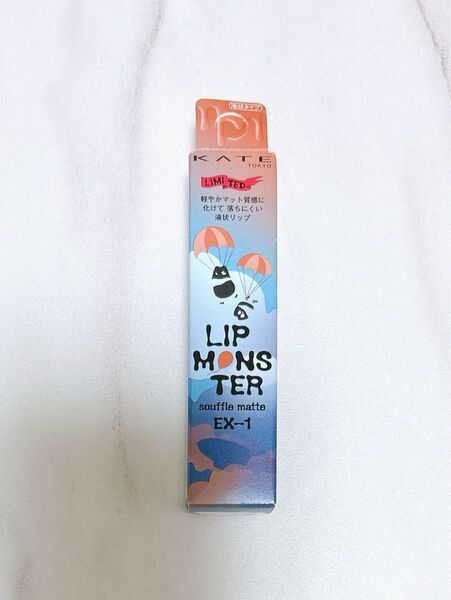 液状タイプ
KATE
TOKYO
LIMITED
軽やかマット質感に
化けて 落ちにくい
液状リップ
LIP
MONS
TER
souffle matte
EX-1